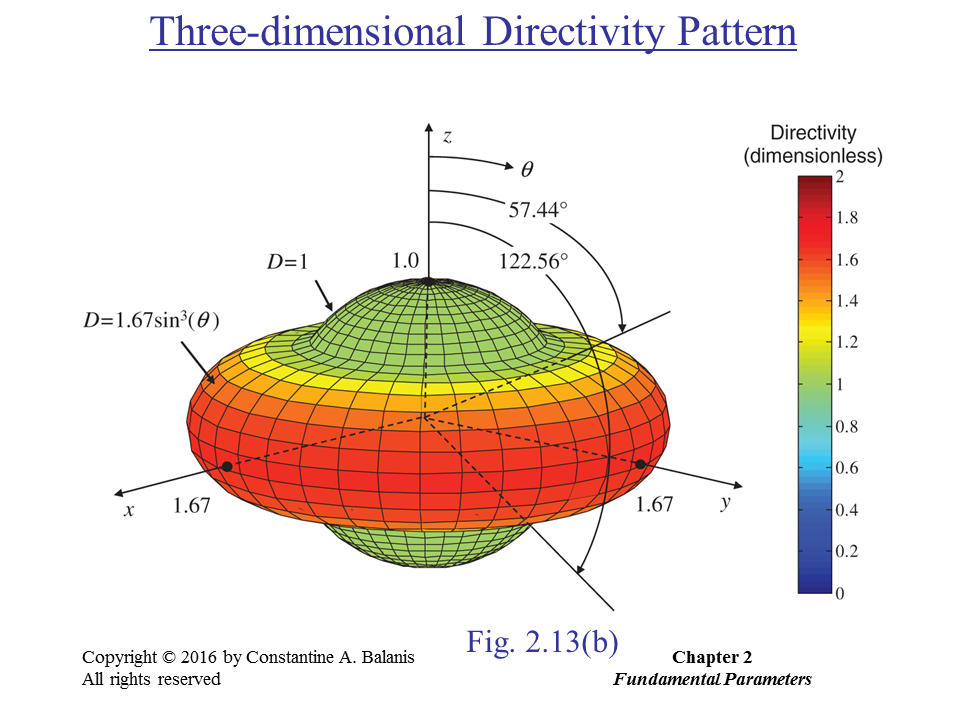 Three-dimensional Directivity Pattern
Directivity
(dimensionless)
z
θ
57.44°
122.56°
D=1
1.0
D=1.67sin³(θ)
x
1.67
1.67
y
2
1.8
1.6
1.4
1.2
1
0.8
0.6
0.4
0.2
0
Fig. 2.13(b)
Copyright © 2016 by Constantine A. Balanis
All rights reserved
Chapter 2
Fundamental Parameters